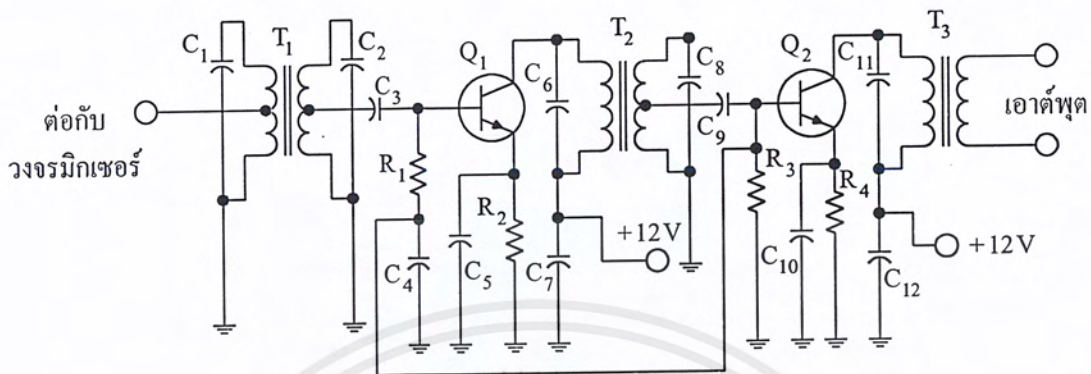 C₁
T₁
C₂
C₃
Q₁
C₆
T₂
C₈
C₉
Q₂
C₁₁
T₃
ต่อกับ
วงจรมิกเซอร์
เอาต์พุต
R₁
R₂
R₃
R₄
+12V
+12V
C₄
C₅
C₇
C₁₀
C₁₂